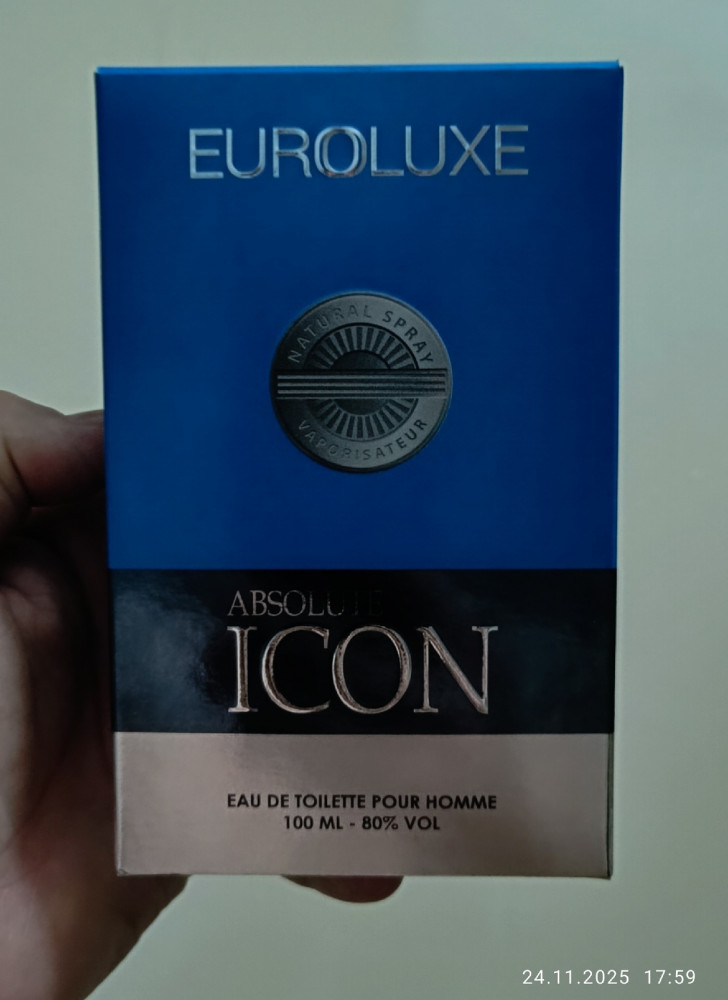 EUROLUXE
NATURAL SPRAY
VAPORISATEUR
ABSOLUTE
ICON
EAU DE TOILETTE POUR HOMME
100 ML - 80% VOL
24.11.2025 17:59